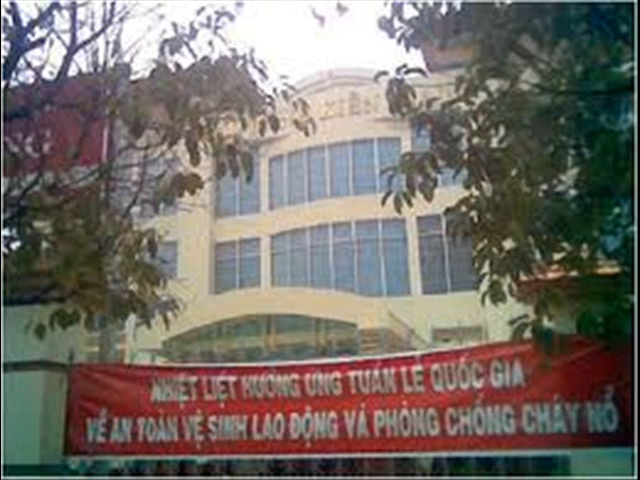 NHIỆT LIỆT HƯỞNG ỨNG TUẦN LỄ QUỐC GIA
VỀ AN TOÀN VỆ SINH LAO ĐỘNG VÀ PHÒNG CHỐNG CHÁY NỔ